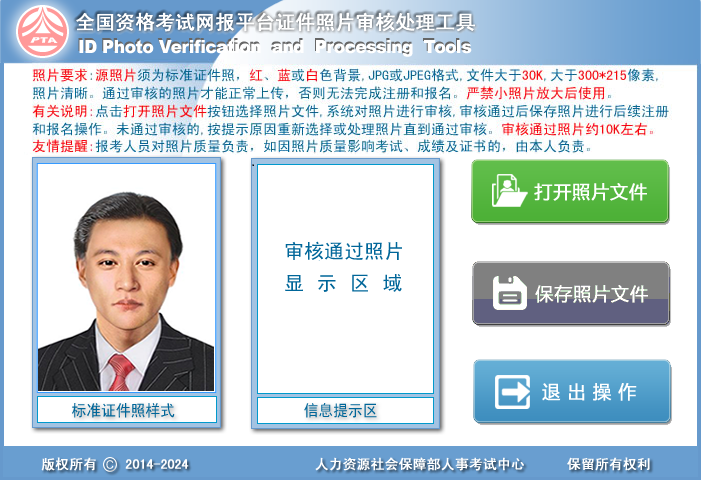 全国资格考试网报平台证件照片审核处理工具
PTA
ID Photo Verification and Processing Tools
照片要求:源照片须为标准证件照，红、蓝或白色背景,JPG或JPEG格式,文件大于30K,大于300*215像素,
照片清晰。通过审核的照片才能正常上传，否则无法完成注册和报名。严禁小照片放大后使用。
有关说明:点击打开照片文件按钮选择照片文件,系统对照片进行审核,审核通过后保存照片进行后续注册
和报名操作。未通过审核的,按提示原因重新选择或处理照片直到通过审核。审核通过照片约10K左右。
友情提醒:报考人员对照片质量负责，如因照片质量影响考试、成绩及证书的，由本人负责。
审核通过照片
显示区域
标准证件照样式
信息提示区
打开照片文件
保存照片文件
退出操作
版权所有 © 2014-2024 人力资源社会保障部人事考试中心 保留所有权利